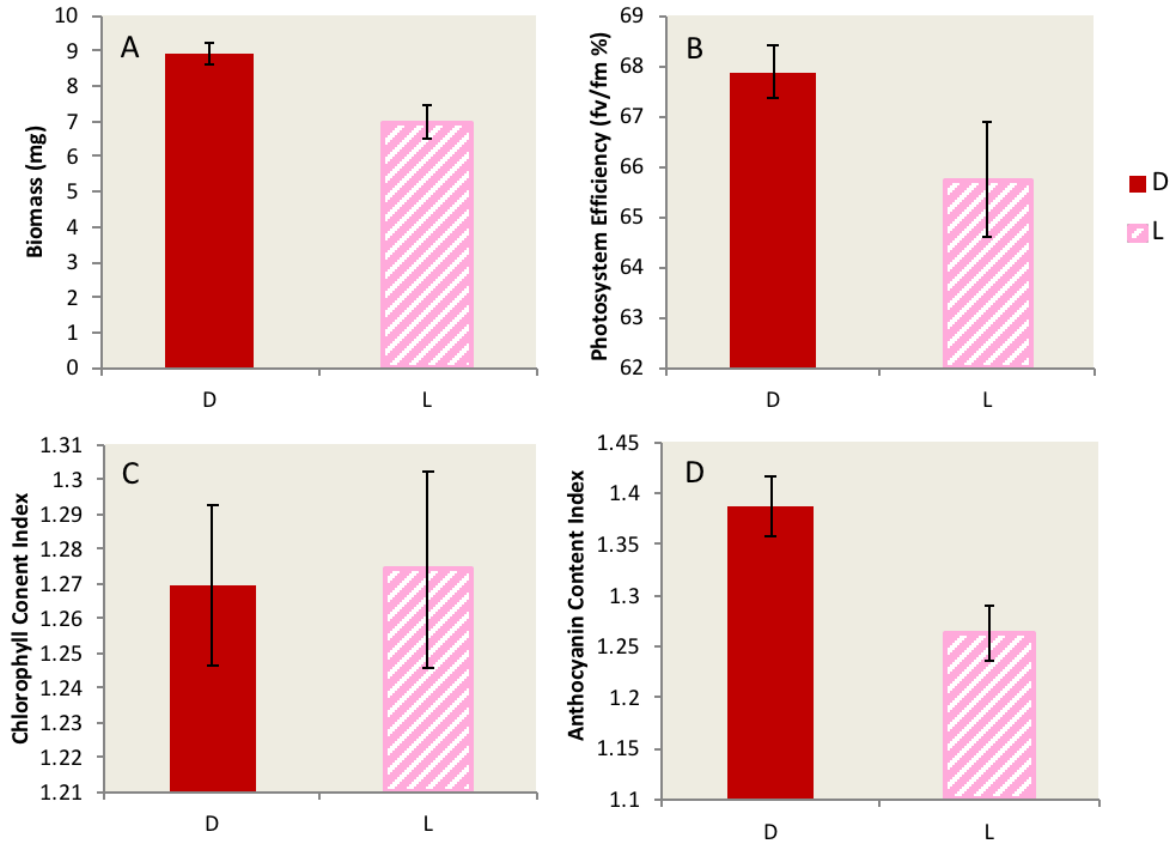 A
Biomass (mg)
10
9
8
7
6
5
4
3
2
1
0
D
L
B
Photosystem Efficiency (fv/fm %)
69
68
67
66
65
64
63
62
D
L
D
L
C
Chlorophyll Conent Index
1.31
1.3
1.29
1.28
1.27
1.26
1.25
1.24
1.23
1.22
1.21
D
L
D
Anthocyanin Content Index
1.45
1.4
1.35
1.3
1.25
1.2
1.15
1.1
D
L